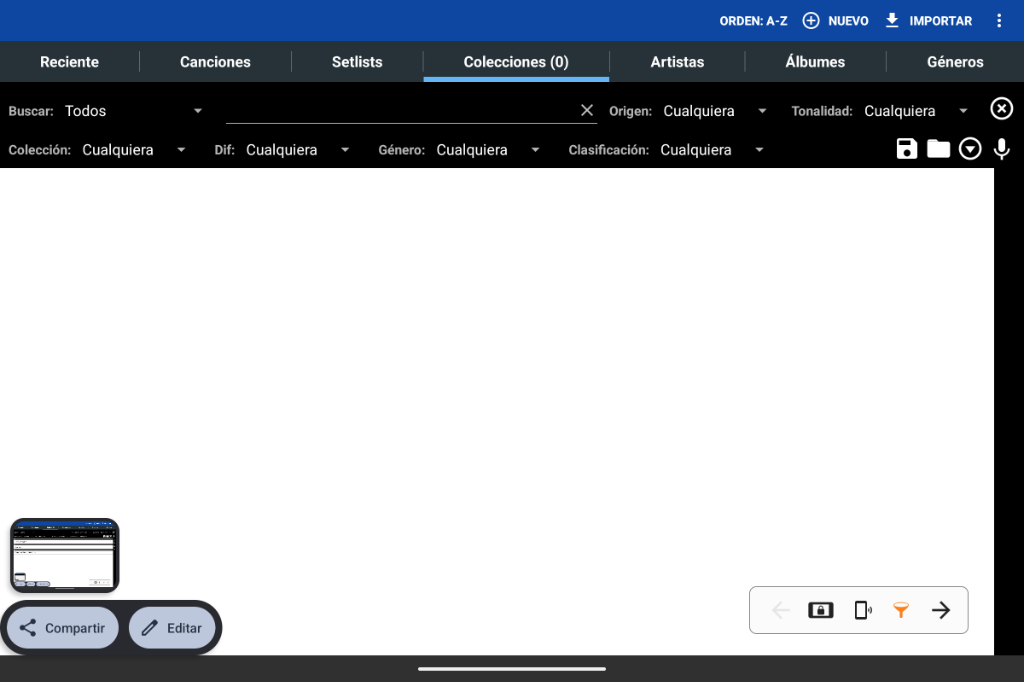 ORDEN: A-Z NUEVO IMPORTAR
Reciente Canciones Setlists Colecciones (0) Artistas Álbumes Géneros
Buscar: Todos Origen: Cualquiera Tonalidad: Cualquiera
Colección: Cualquiera Dif: Cualquiera Género: Cualquiera Clasificación: Cualquiera
Compartir Editar